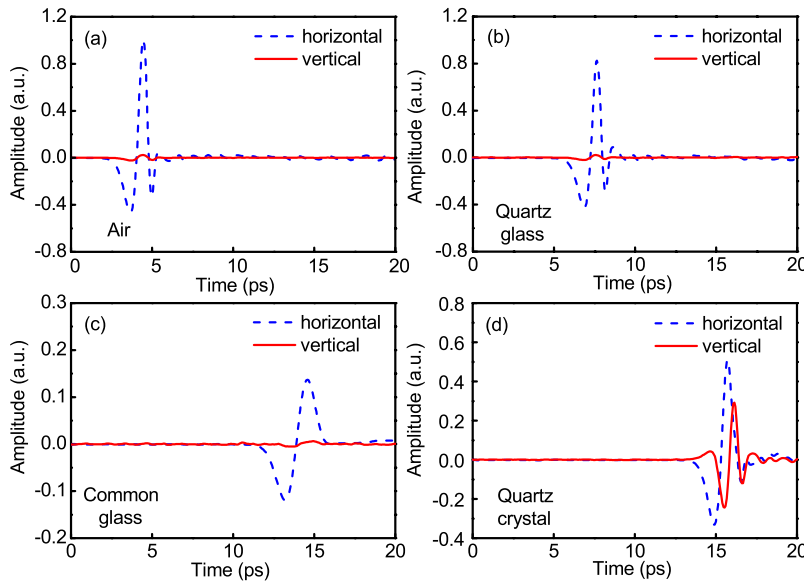 (a)
horizontal
vertical
Air
Amplitude (a.u.)
1.2
0.8
0.4
0.0
-0.4
-0.8
0 5 10 15 20
Time (ps)
(b)
horizontal
vertical
Quartz
glass
Amplitude (a.u.)
1.2
0.8
0.4
0.0
-0.4
-0.8
0 5 10 15 20
Time (ps)
(c)
horizontal
vertical
Common
glass
Amplitude (a.u.)
0.3
0.2
0.1
0.0
-0.1
-0.2
0 5 10 15 20
Time (ps)
(d)
horizontal
vertical
Quartz
crystal
Amplitude (a.u.)
0.8
0.6
0.4
0.2
0.0
-0.2
-0.4
0 5 10 15 20
Time (ps)